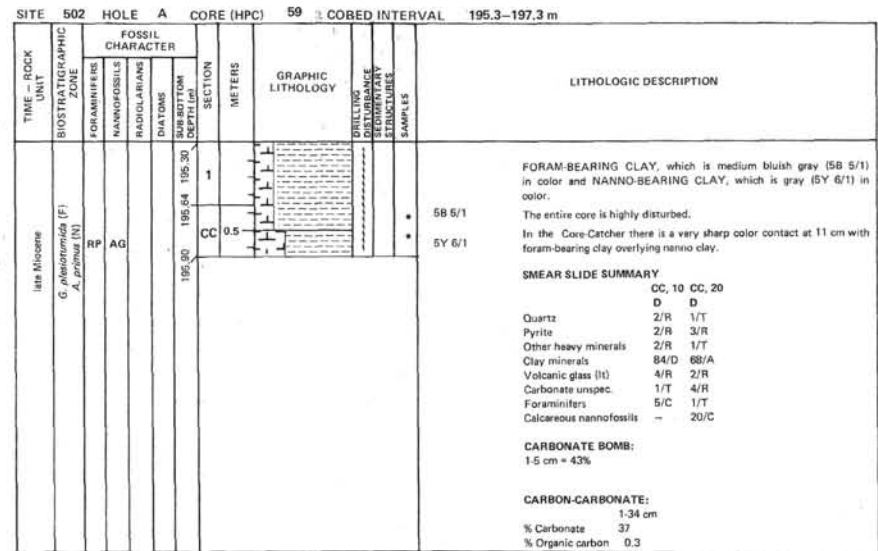 SITE 502 HOLE A CORE (HPC) 59 COBED INTERVAL 195.3–197.3 m
TIME – ROCK UNIT
BIOSTRATIGRAPHIC ZONE
FOSSIL CHARACTER
FORAMINIFERS
NANNOFOSSILS
RADIOLARIANS
DIATOMS
SUB-BOTTOM DEPTH (m)
SECTION
METERS
GRAPHIC LITHOLOGY
DRILLING DISTURBANCE
SEDIMENTARY STRUCTURES
SAMPLES
LITHOLOGIC DESCRIPTION
late Miocene
G. plesiotumida (F)
A. primus (N)
RP
AG
195.30
195.64
195.90
1
CC
0.5
*
*
5B 5/1
5Y 6/1
FORAM-BEARING CLAY, which is medium bluish gray (5B 5/1)
in color and NANNO-BEARING CLAY, which is gray (5Y 6/1) in
color.
The entire core is highly disturbed.
In the Core-Catcher there is a very sharp color contact at 11 cm with
foram-bearing clay overlying nanno clay.
SMEAR SLIDE SUMMARY
CC, 10 CC, 20
D D
Quartz 2/R 1/T
Pyrite 2/R 3/R
Other heavy minerals 2/R 1/T
Clay minerals 84/D 68/A
Volcanic glass (lt) 4/R 2/R
Carbonate unspec. 1/T 4/R
Foraminifers 5/C 1/T
Calcareous nannofossils – 20/C
CARBONATE BOMB:
1-5 cm = 43%
CARBON-CARBONATE:
1-34 cm
% Carbonate 37
% Organic carbon 0.3